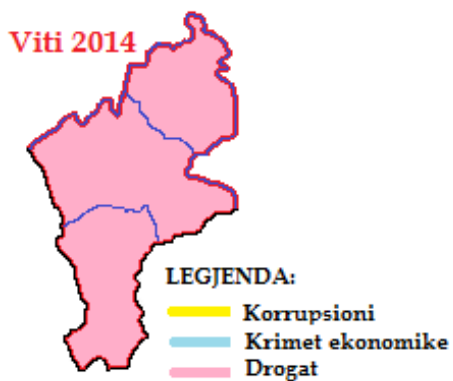 Viti 2014
LEGJENDA:
Korrupsioni
Krimet ekonomike
Drogat